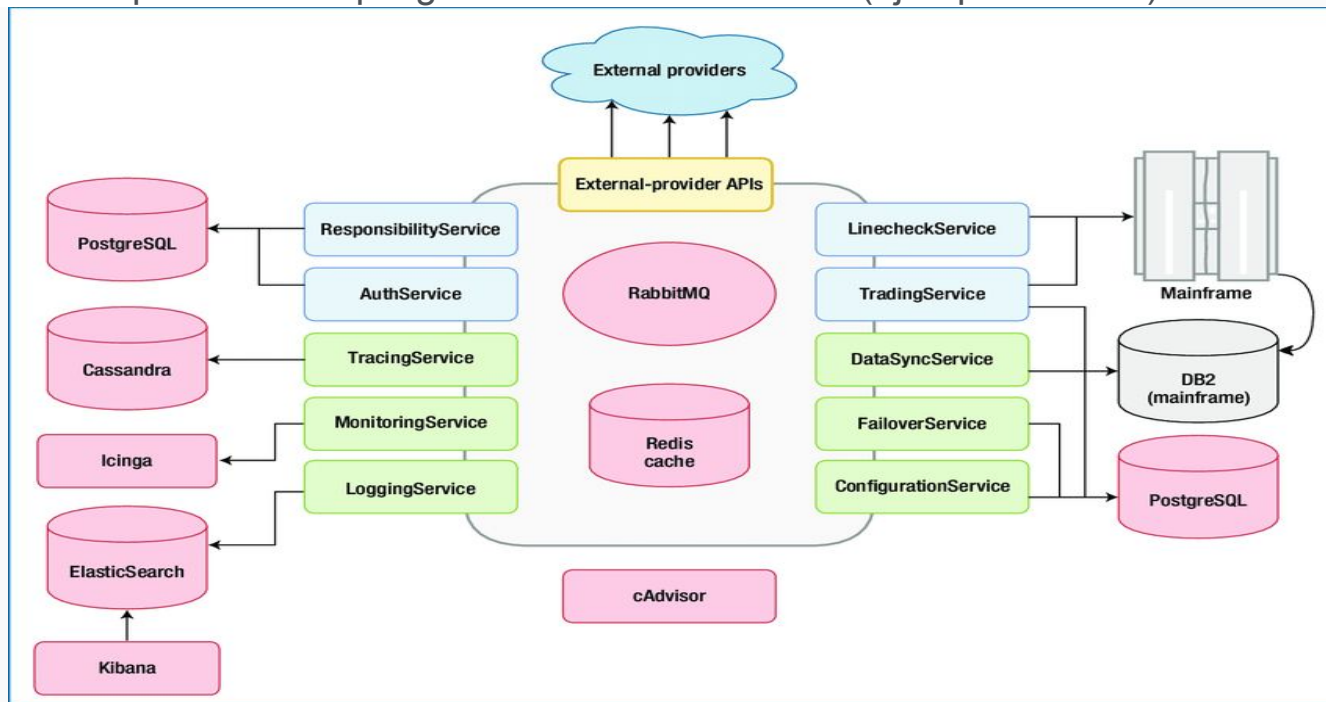 External providers
External-provider APIs
PostgreSQL
ResponsibilityService
AuthService
Cassandra
TracingService
Icinga
MonitoringService
ElasticSearch
LoggingService
Kibana
RabbitMQ
Redis
cache
cAdvisor
LinecheckService
TradingService
DataSyncService
FailoverService
ConfigurationService
Mainframe
DB2
(mainframe)
PostgreSQL